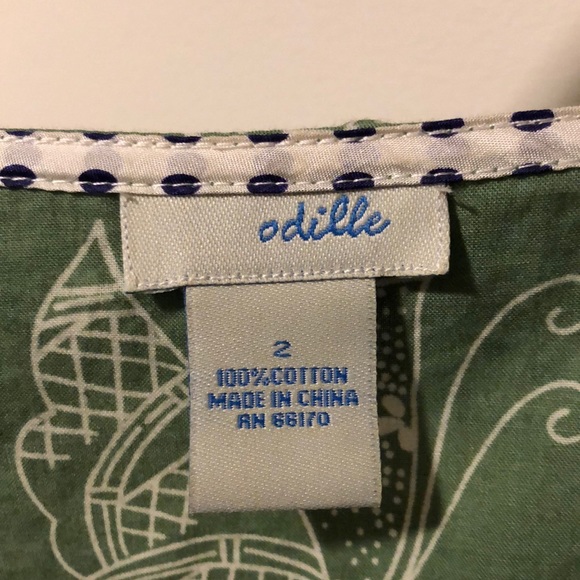 odille
2
100%COTTON
MADE IN CHINA
RN 66170